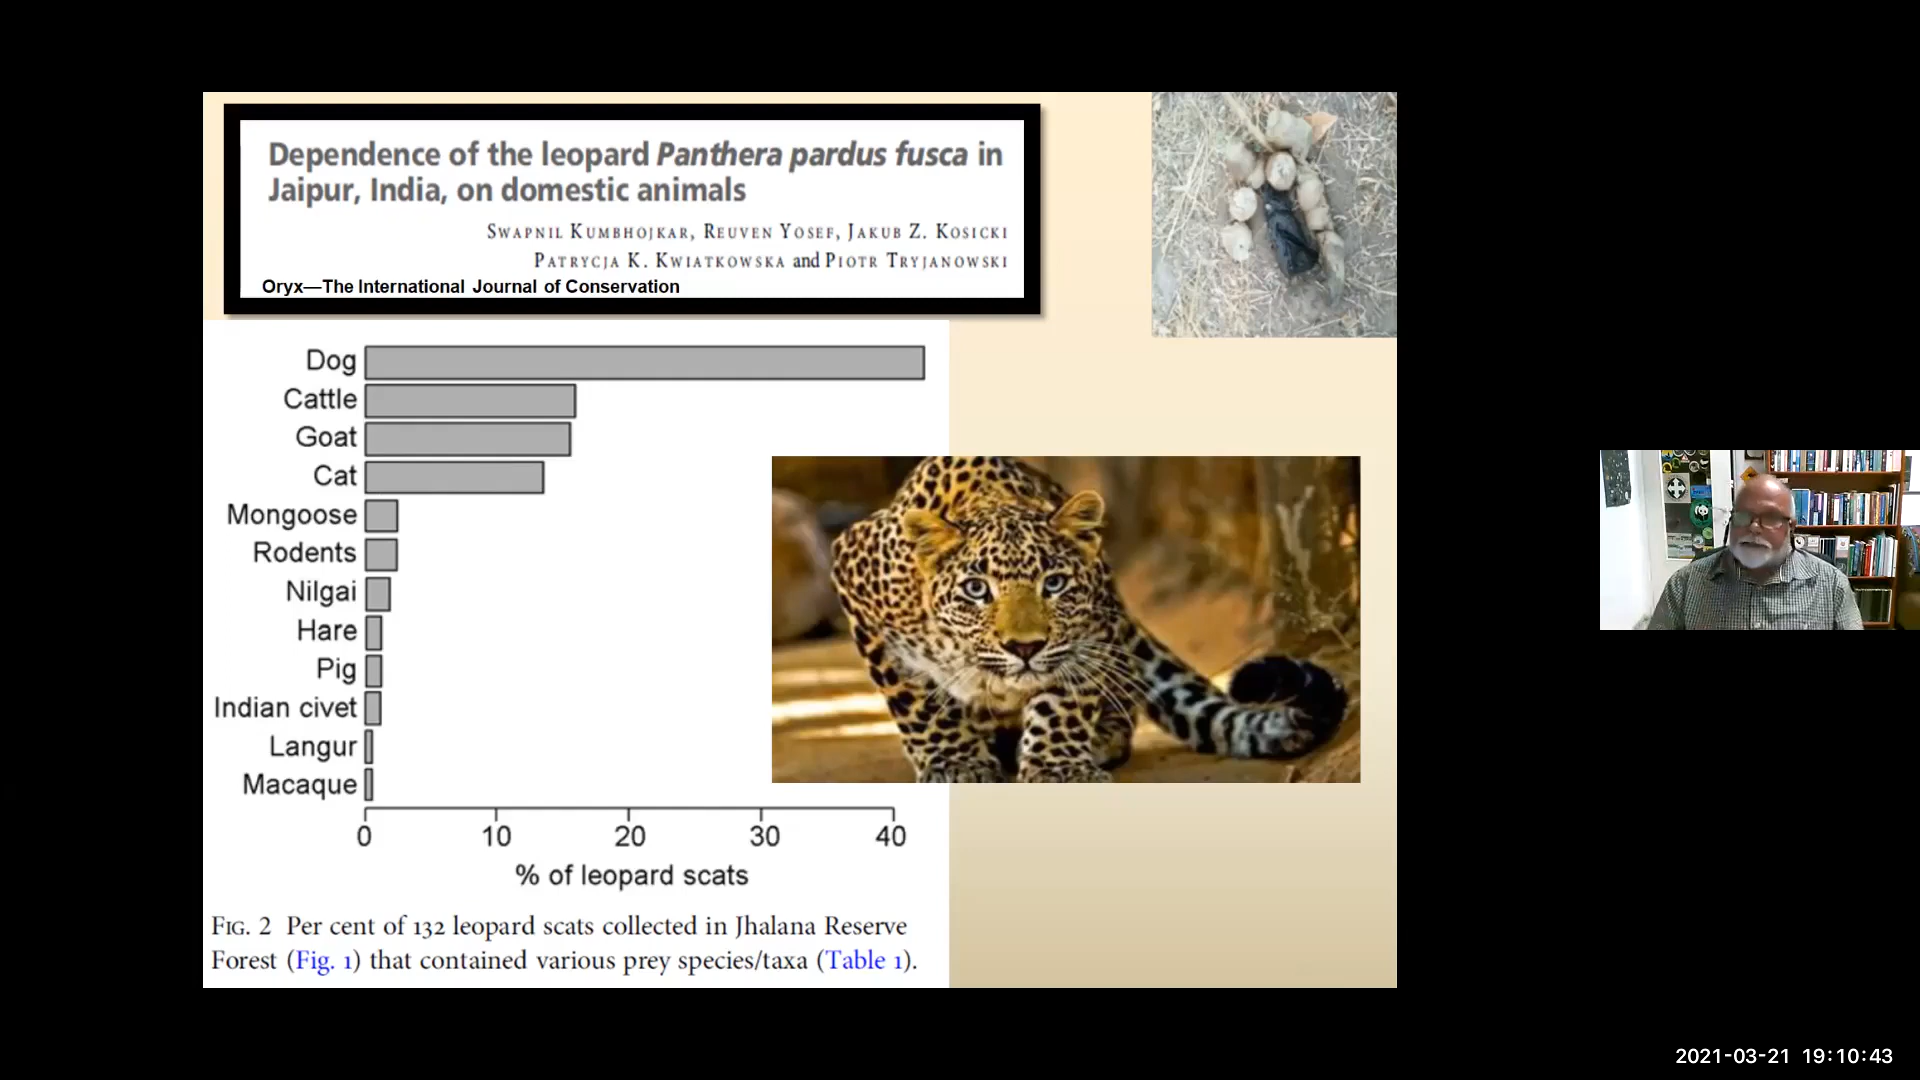 Dependence of the leopard Panthera pardus fusca in
Jaipur, India, on domestic animals
Swapnil Kumbhojkar, Reuven Yosef, Jakub Z. Kosicki
Patrycja K. Kwiatkowska and Piotr Tryjanowski
Oryx—The International Journal of Conservation
Dog
Cattle
Goat
Cat
Mongoose
Rodents
Nilgai
Hare
Pig
Indian civet
Langur
Macaque
0 10 20 30 40
% of leopard scats
Fig. 2 Per cent of 132 leopard scats collected in Jhalana Reserve
Forest (Fig. 1) that contained various prey species/taxa (Table 1).
2021-03-21 19:10:43